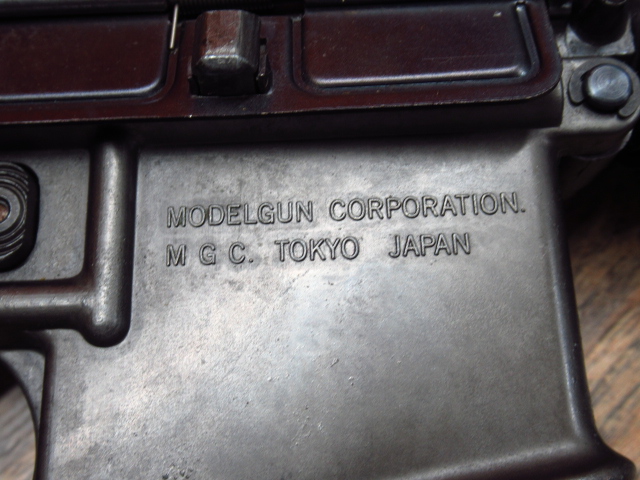 MODELGUN CORPORATION.
M G C. TOKYO JAPAN